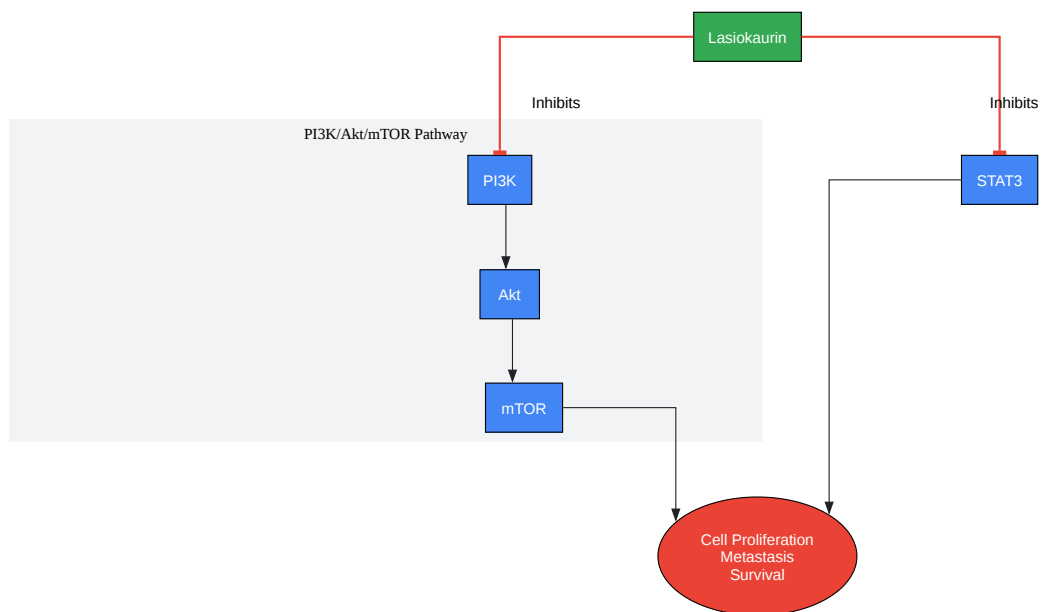 Lasiokaurin
Inhibits
Inhibits
PI3K/Akt/mTOR Pathway
PI3K
STAT3
Akt
mTOR
Cell Proliferation
Metastasis
Survival